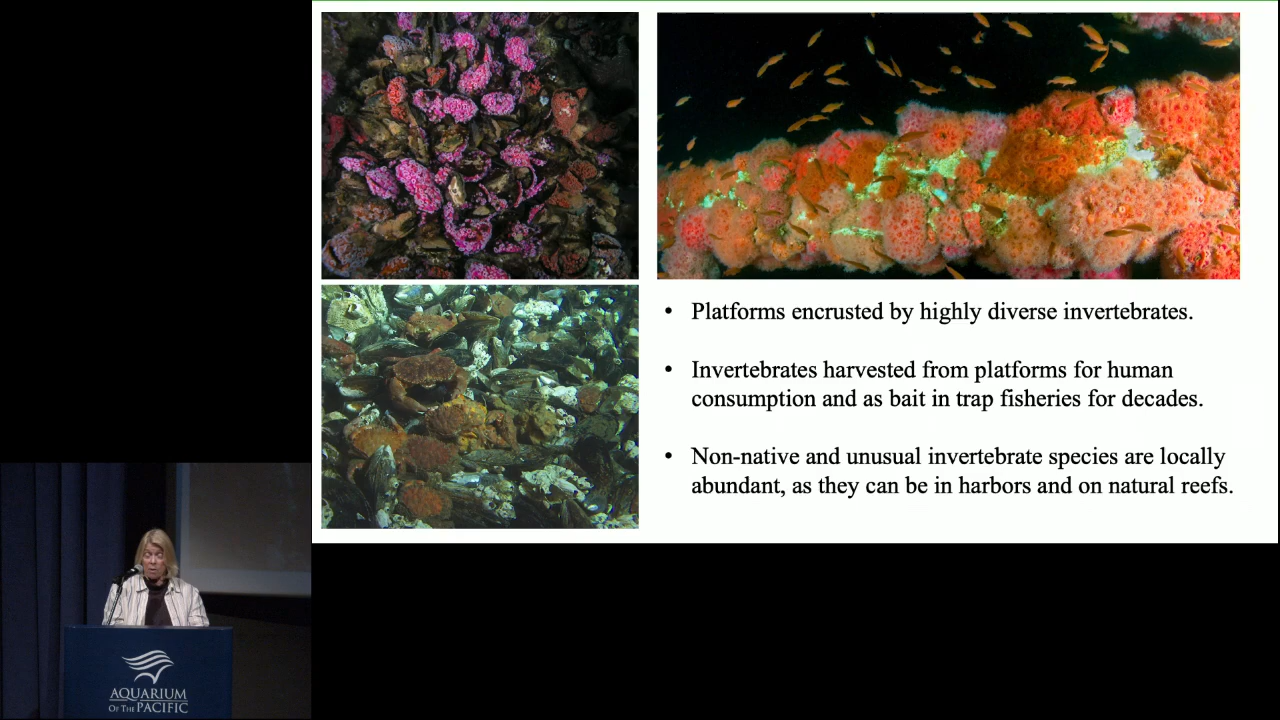 • Platforms encrusted by highly diverse invertebrates.
• Invertebrates harvested from platforms for human
consumption and as bait in trap fisheries for decades.
• Non-native and unusual invertebrate species are locally
abundant, as they can be in harbors and on natural reefs.
AQUARIUM
OF THE PACIFIC